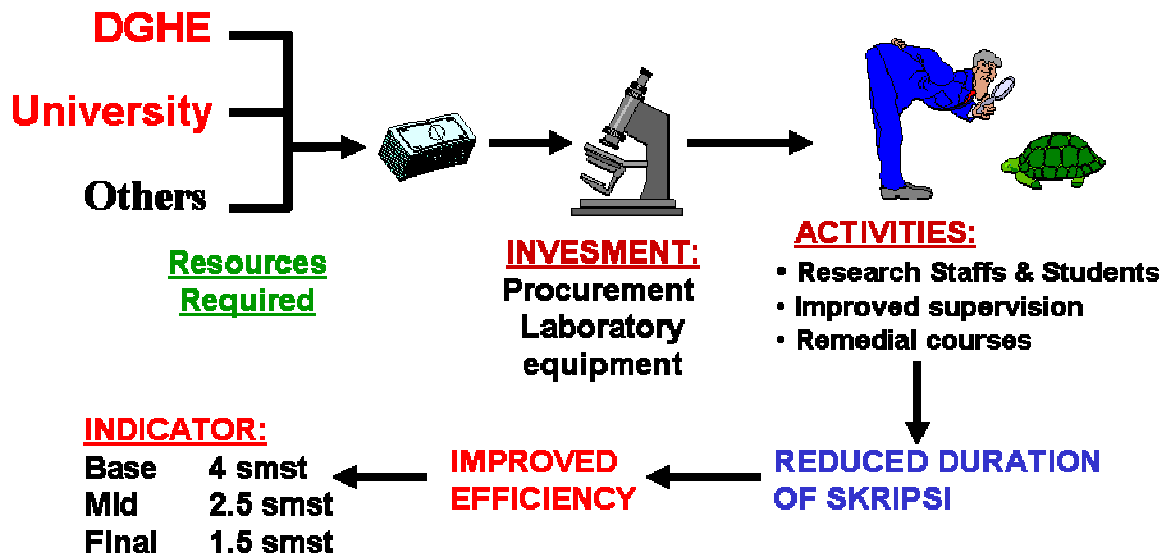 DGHE
University
Others
Resources
Required
INVESMENT:
Procurement
Laboratory
equipment
ACTIVITIES:
• Research Staffs & Students
• Improved supervision
• Remedial courses
REDUCED DURATION
OF SKRIPSI
IMPROVED
EFFICIENCY
INDICATOR:
Base 4 smst
Mid 2.5 smst
Final 1.5 smst